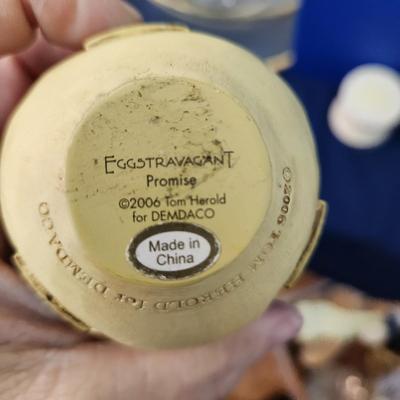 EGGSTRAVAGANT
Promise
©2006 Tom Herold
for DEMDACO
Made in
China
©2006 TOM HEROLD for DEMDACO